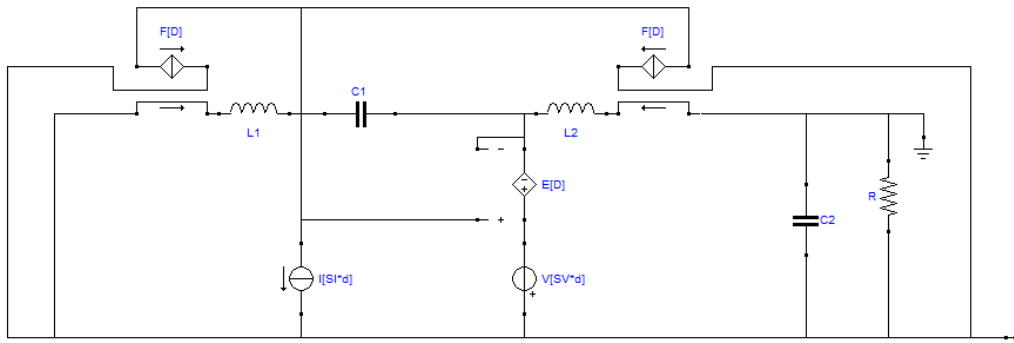 F[D]
F[D]
C1
L1
L2
-
-
+
E[D]
+
R
C2
I[SI*d]
V[SV*d]
+